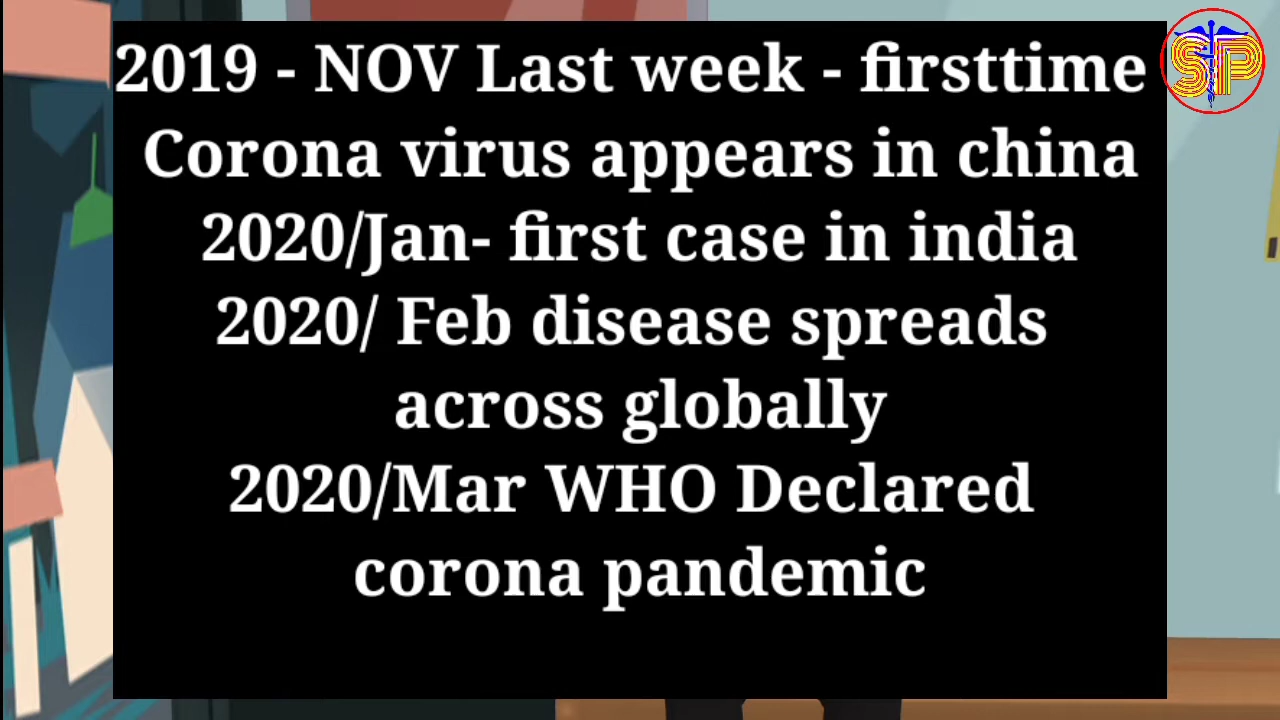 2019 - NOV Last week - firsttime
Corona virus appears in china
2020/Jan- first case in india
2020/ Feb disease spreads
across globally
2020/Mar WHO Declared
corona pandemic
SP